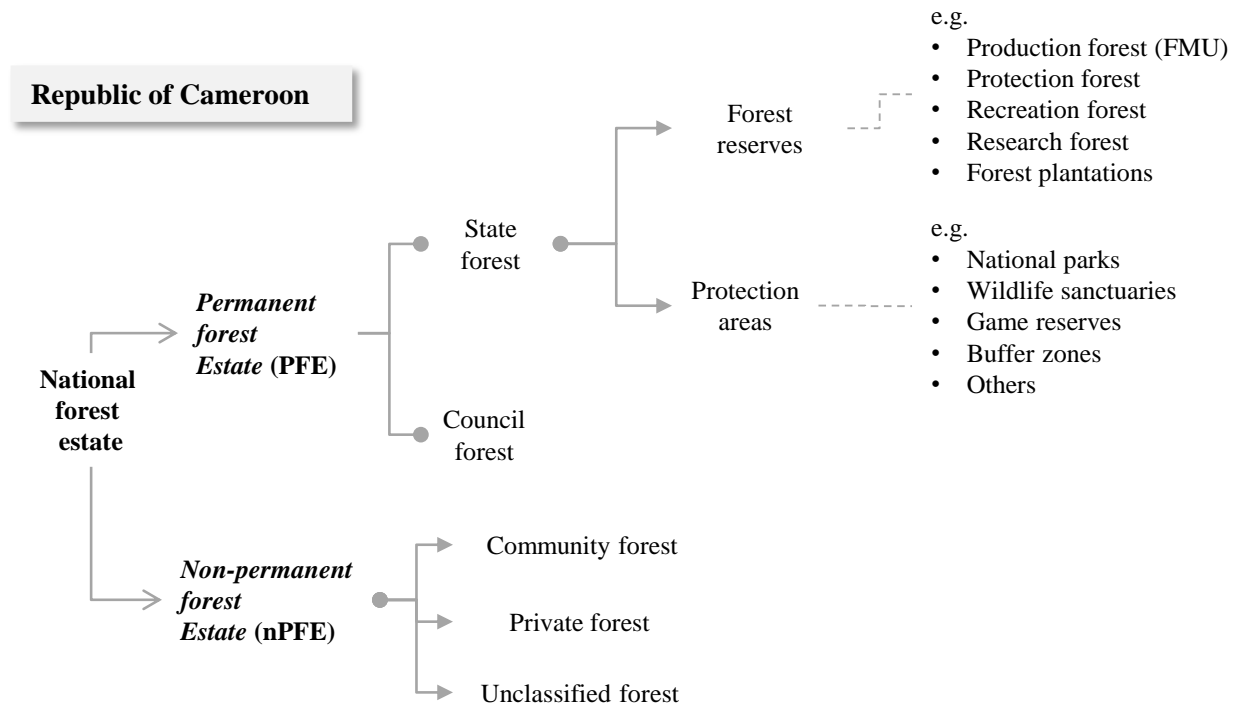 Republic of Cameroon
National
forest
estate
Permanent
forest
Estate (PFE)
State
forest
Forest
reserves
e.g.
• Production forest (FMU)
• Protection forest
• Recreation forest
• Research forest
• Forest plantations
Protection
areas
e.g.
• National parks
• Wildlife sanctuaries
• Game reserves
• Buffer zones
• Others
Council
forest
Non-permanent
forest
Estate (nPFE)
Community forest
Private forest
Unclassified forest